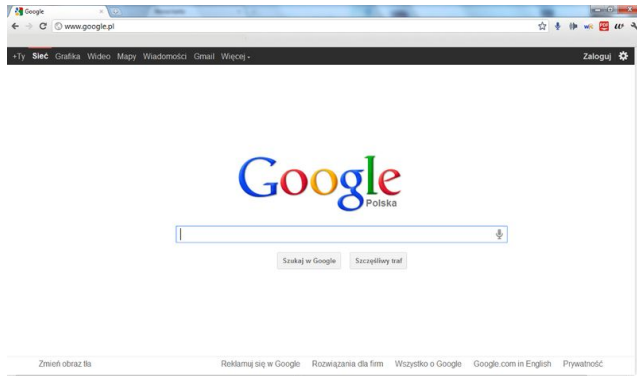 Google
www.google.pl
+Ty Sieć Grafika Wideo Mapy Wiadomości Gmail Więcej Zaloguj
Google
Polska
Szukaj w Google Szczęśliwy traf
Zmień obraz tła Reklamuj się w Google Rozwiązania dla firm Wszystko o Google Google.com in English Prywatność